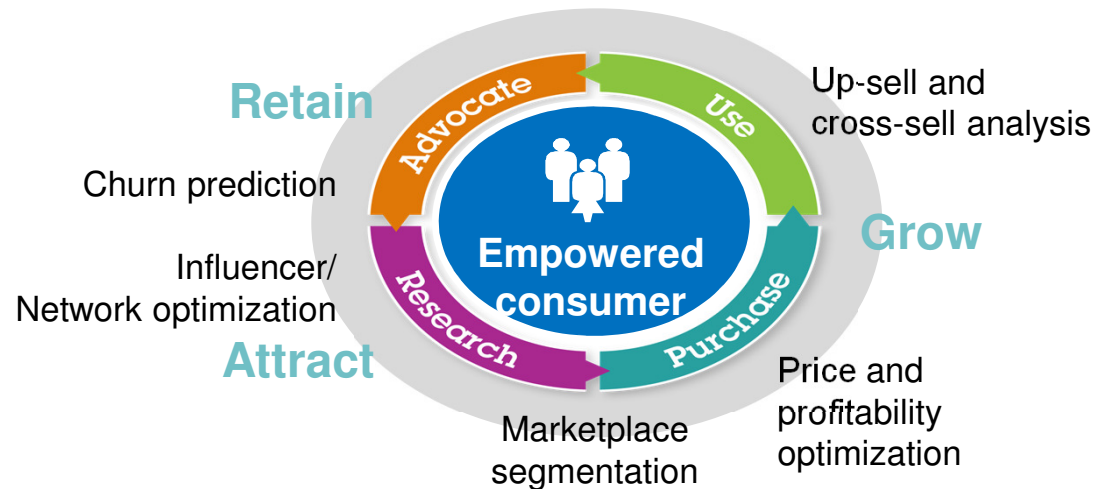 Retain
Advocate
Use
Up-sell and
cross-sell analysis
Churn prediction
Empowered
consumer
Grow
Influencer/
Network optimization
Research
Purchase
Attract
Price and
profitability
optimization
Marketplace
segmentation